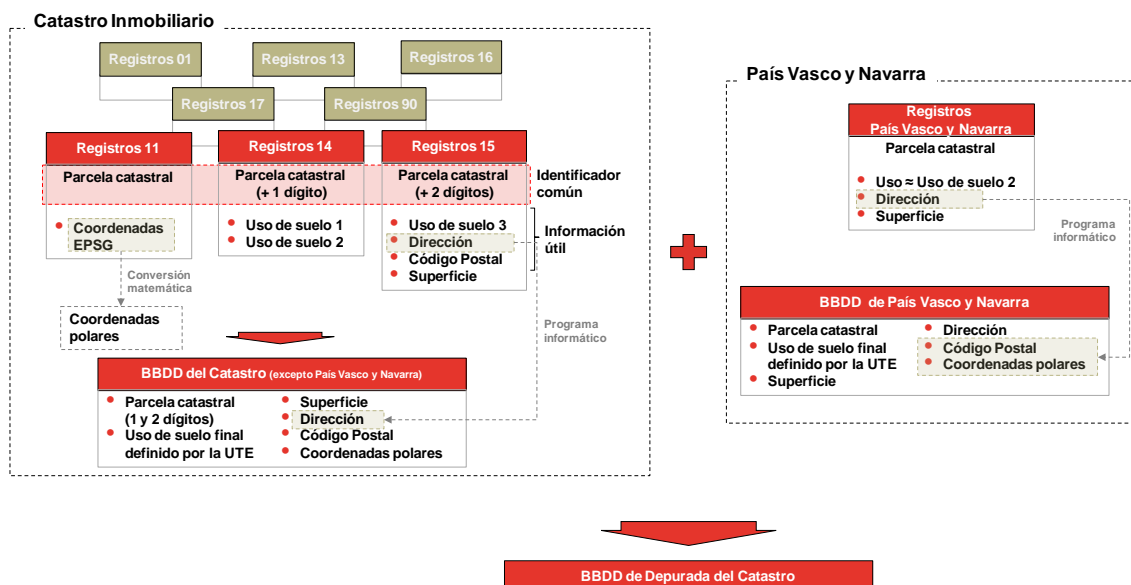 Catastro Inmobiliario
Registros 01
Registros 13
Registros 16
Registros 17
Registros 90
Registros 11
Registros 14
Registros 15
Parcela catastral
Parcela catastral
(+ 1 dígito)
Parcela catastral
(+ 2 dígitos)
Identificador
común
Coordenadas
EPSG
Uso de suelo 1
Uso de suelo 2
Uso de suelo 3
Dirección
Código Postal
Superficie
Información
útil
Conversión
matemática
Coordenadas
polares
Programa
informático
BBDD del Catastro (excepto País Vasco y Navarra)
Parcela catastral
(1 y 2 dígitos)
Uso de suelo final
definido por la UTE
Superficie
Dirección
Código Postal
Coordenadas polares
País Vasco y Navarra
Registros
País Vasco y Navarra
Parcela catastral
Uso ≈ Uso de suelo 2
Dirección
Superficie
Programa
informático
BBDD de País Vasco y Navarra
Parcela catastral
Uso de suelo final
definido por la UTE
Superficie
Dirección
Código Postal
Coordenadas polares
BBDD de Depurada del Catastro